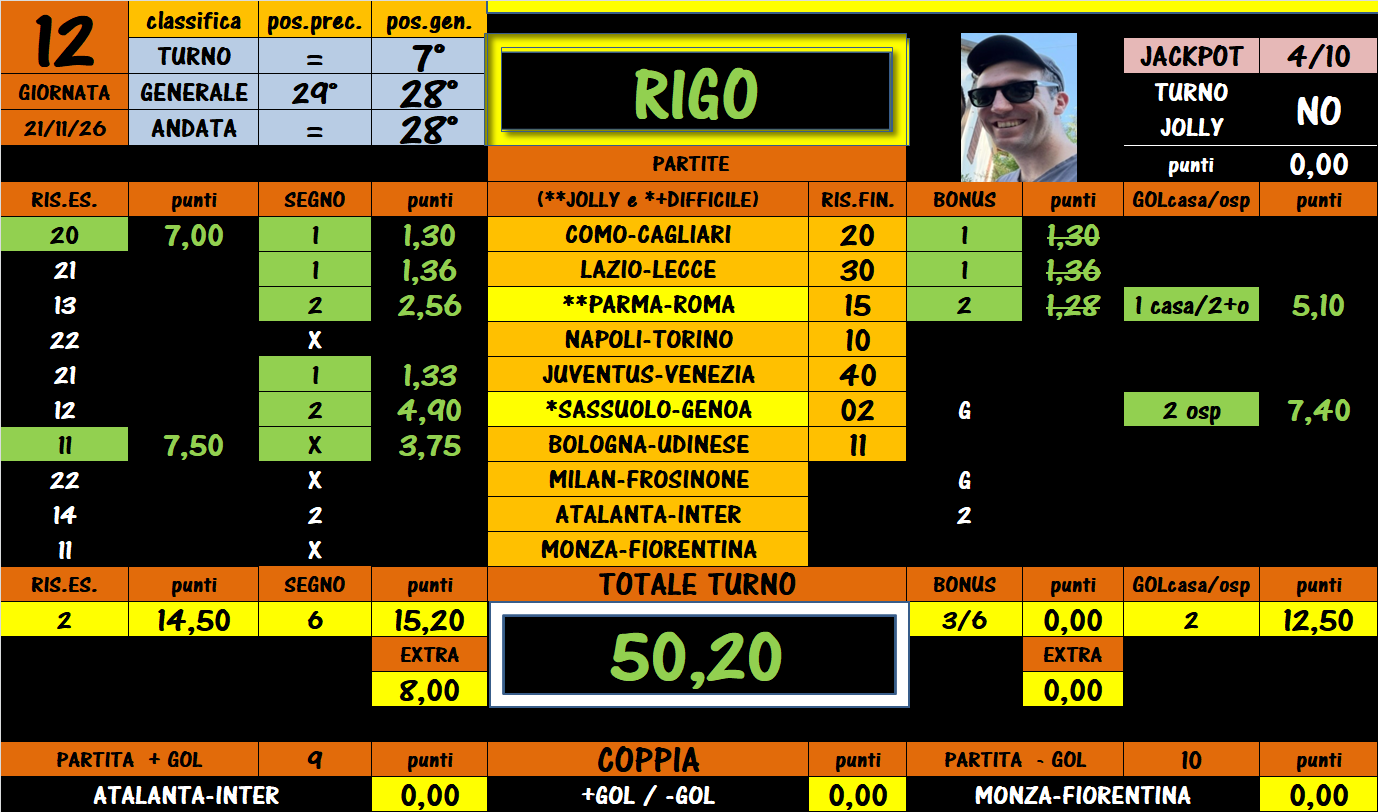 12 classifica pos.prec. pos.gen.
TURNO = 7° RIGO JACKPOT 4/10
GIORNATA GENERALE 29° 28° TURNO JOLLY NO
21/11/26 ANDATA = 28°
PARTITE punti 0,00
RIS.ES. punti SEGNO punti (**JOLLY e *+DIFFICILE) RIS.FIN. BONUS punti GOLcasa/osp punti
20 7,00 1 1,30 COMO-CAGLIARI 20 1 1,30
21 1 1,36 LAZIO-LECCE 30 1 1,36
13 2 2,56 **PARMA-ROMA 15 2 1,28 1 casa/2+o 5,10
22 X NAPOLI-TORINO 10
21 1 1,33 JUVENTUS-VENEZIA 40
12 2 4,90 *SASSUOLO-GENOA 02 G 2 osp 7,40
11 7,50 X 3,75 BOLOGNA-UDINESE 11
22 X MILAN-FROSINONE G
14 2 ATALANTA-INTER 2
11 X MONZA-FIORENTINA
RIS.ES. punti SEGNO punti TOTALE TURNO BONUS punti GOLcasa/osp punti
2 14,50 6 15,20 50,20 3/6 0,00 2 12,50
EXTRA EXTRA
8,00 0,00
PARTITA + GOL 9 punti COPPIA punti PARTITA - GOL 10 punti
ATALANTA-INTER 0,00 +GOL / -GOL 0,00 MONZA-FIORENTINA 0,00